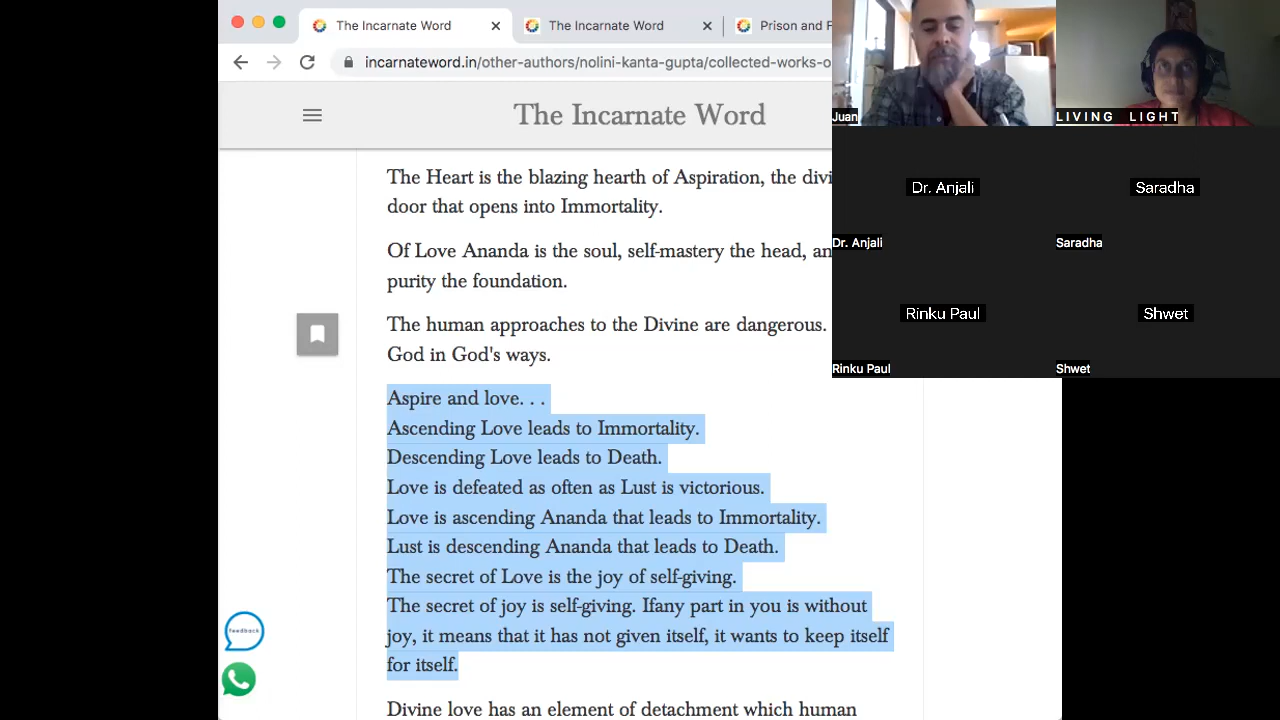 The Incarnate Word
The Incarnate Word
Prison and F
incarnateword.in/other-authors/nolini-kanta-gupta/collected-works-o
The Incarnate Word
The Heart is the blazing hearth of Aspiration, the divi
door that opens into Immortality.
Of Love Ananda is the soul, self-mastery the head, an
purity the foundation.
The human approaches to the Divine are dangerous.
God in God's ways.
Aspire and love. . .
Ascending Love leads to Immortality.
Descending Love leads to Death.
Love is defeated as often as Lust is victorious.
Love is ascending Ananda that leads to Immortality.
Lust is descending Ananda that leads to Death.
The secret of Love is the joy of self-giving.
The secret of joy is self-giving. Ifany part in you is without
joy, it means that it has not given itself, it wants to keep itself
for itself.
Divine love has an element of detachment which human
feedback
Juan
LIVING LIGHT
Dr. Anjali
Saradha
Dr. Anjali
Saradha
Rinku Paul
Shwet
Rinku Paul
Shwet